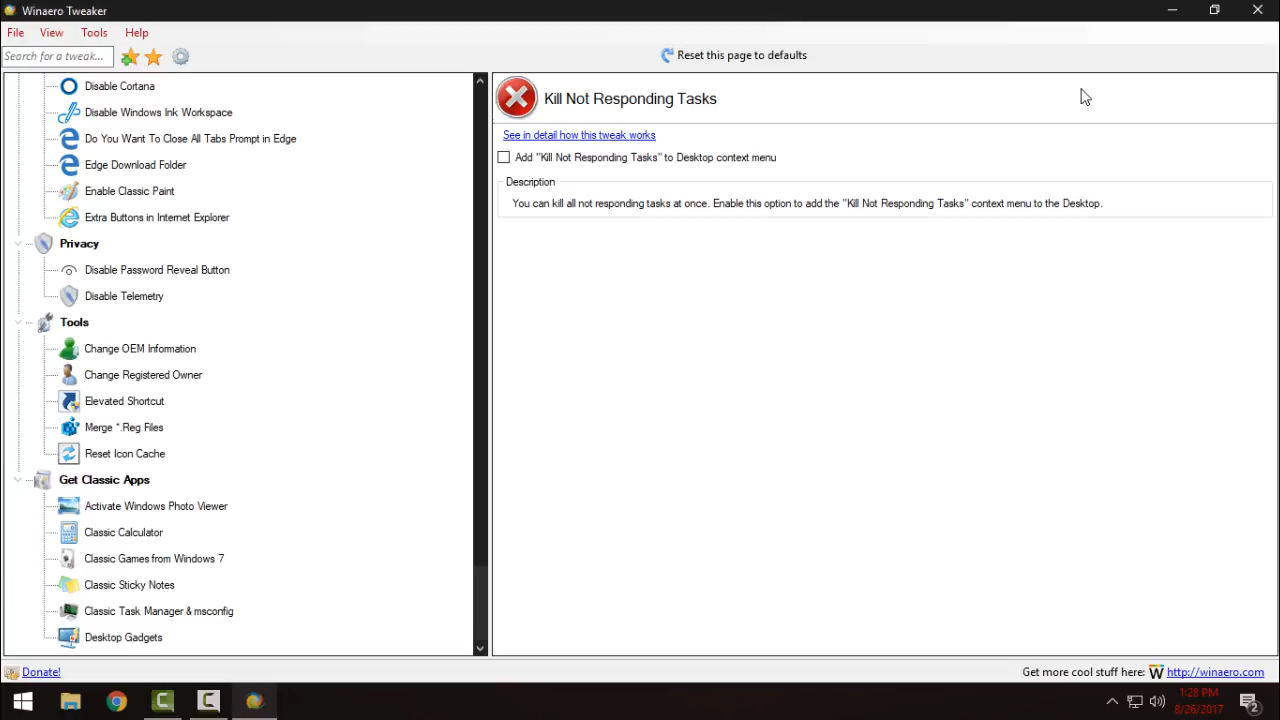 Winaero Tweaker
File View Tools Help
Search for a tweak...
Reset this page to defaults
Disable Cortana
Disable Windows Ink Workspace
Do You Want To Close All Tabs Prompt in Edge
Edge Download Folder
Enable Classic Paint
Extra Buttons in Internet Explorer
Privacy
Disable Password Reveal Button
Disable Telemetry
Tools
Change OEM Information
Change Registered Owner
Elevated Shortcut
Merge *.Reg Files
Reset Icon Cache
Get Classic Apps
Activate Windows Photo Viewer
Classic Calculator
Classic Games from Windows 7
Classic Sticky Notes
Classic Task Manager & msconfig
Desktop Gadgets
Kill Not Responding Tasks
See in detail how this tweak works
Add "Kill Not Responding Tasks" to Desktop context menu
Description
You can kill all not responding tasks at once. Enable this option to add the "Kill Not Responding Tasks" context menu to the Desktop.
Donate!
Get more cool stuff here: http://winaero.com
1:28 PM
8/26/2017
2